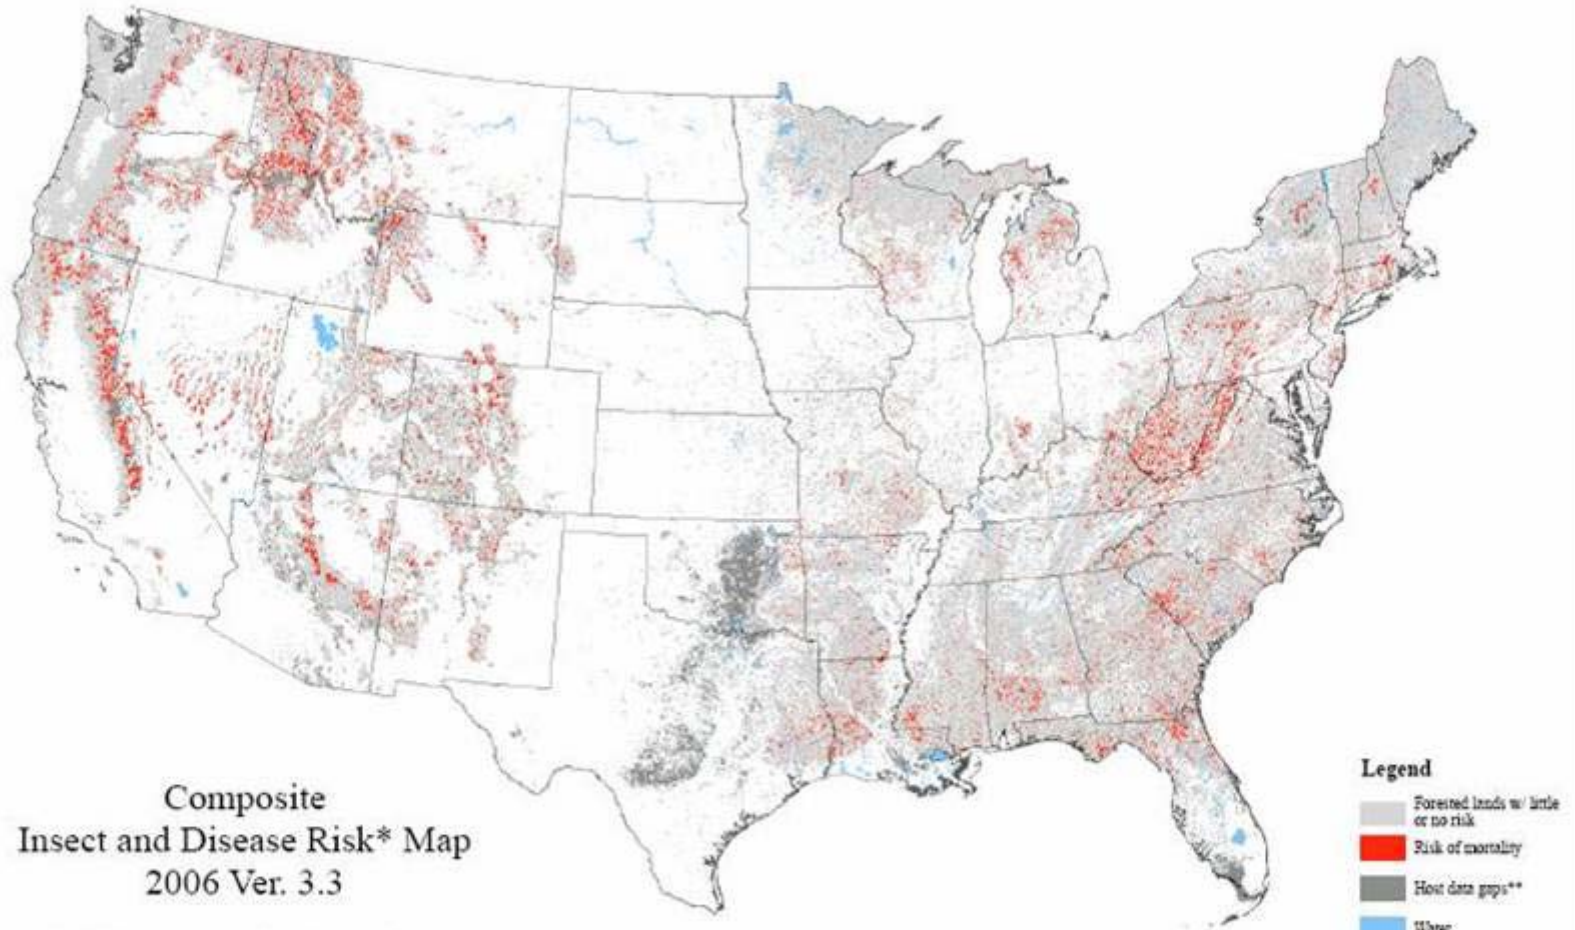 Composite
Insect and Disease Risk* Map
2006 Ver. 3.3
Legend
Forested lands w/ little
or no risk
Risk of mortality
Host data gaps**
Water